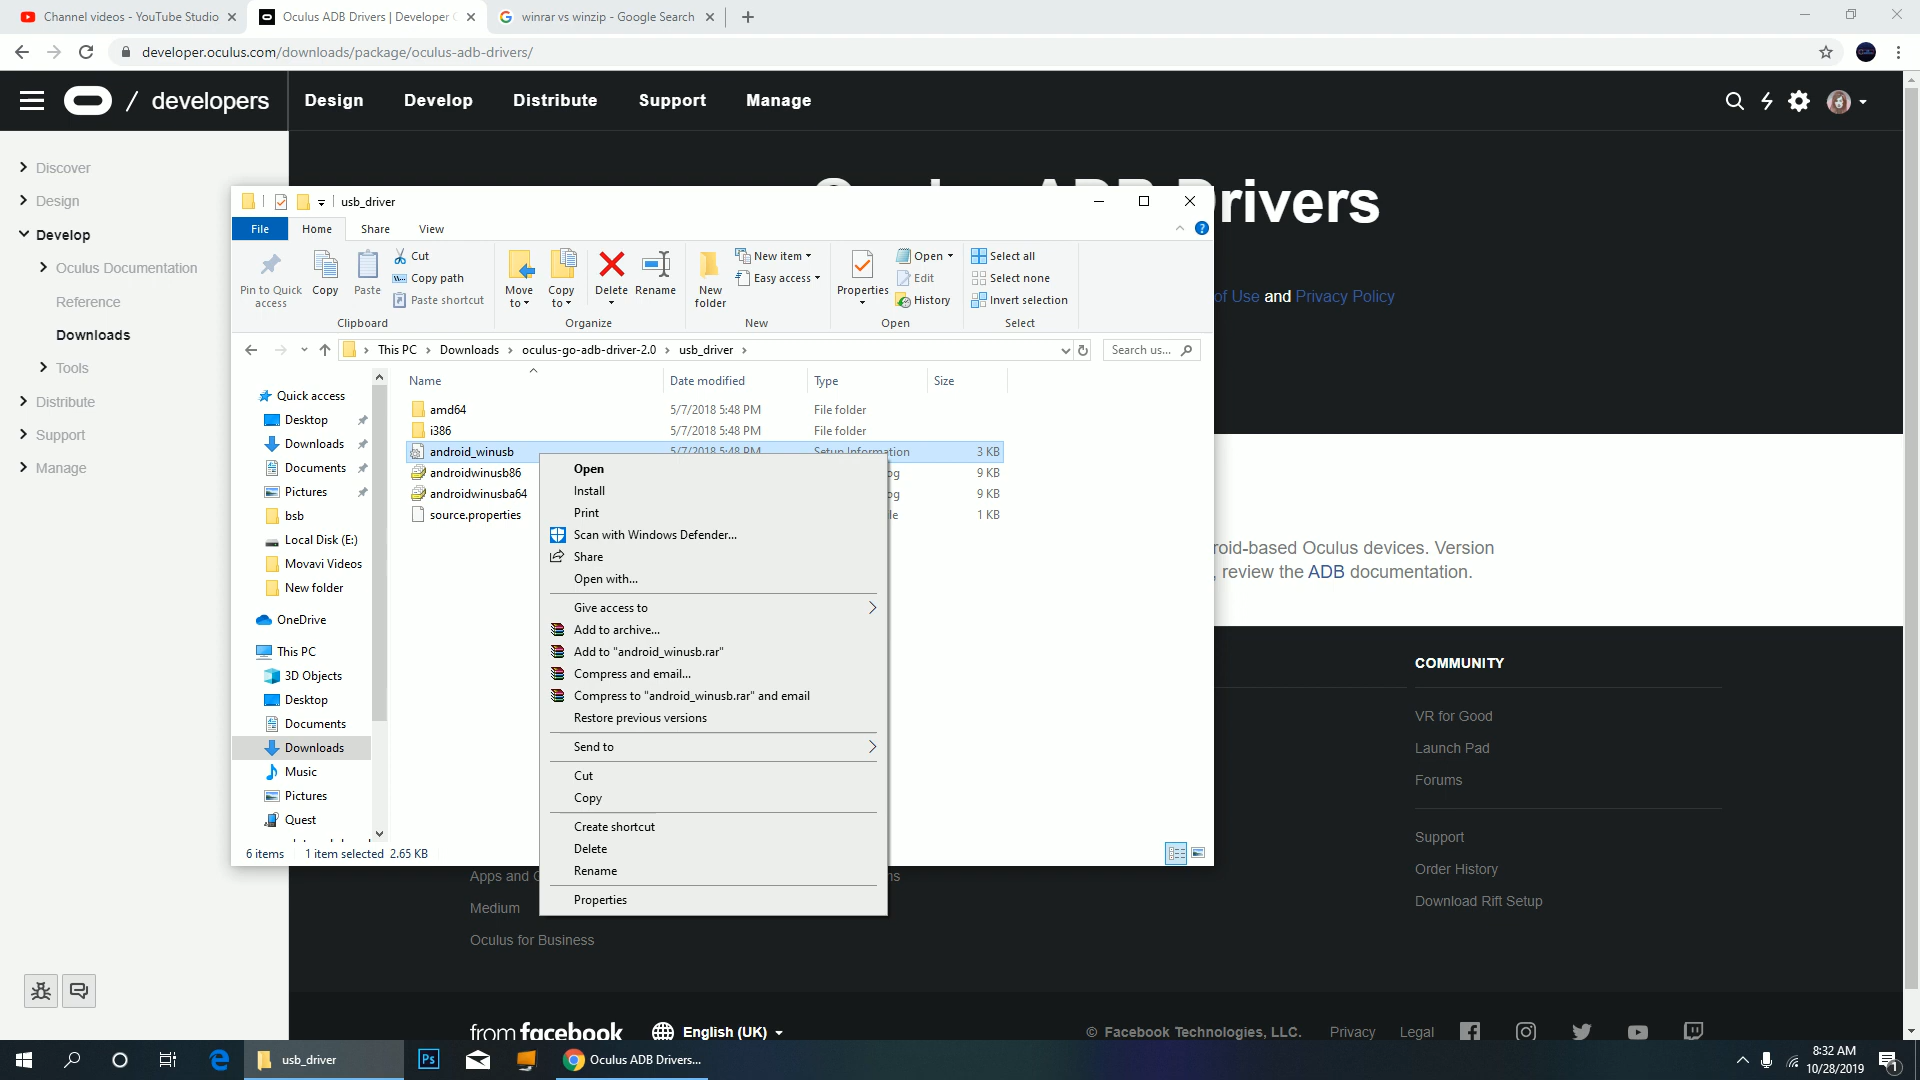 Channel videos - YouTube Studio
Oculus ADB Drivers | Developer
winrar vs winzip - Google Search
developer.oculus.com/downloads/package/oculus-adb-drivers/
/ developers
Design
Develop
Distribute
Support
Manage
Discover
Design
Develop
Oculus Documentation
Reference
Downloads
Tools
Distribute
Support
Manage
Drivers
of Use and Privacy Policy
roid-based Oculus devices. Version
, review the ADB documentation.
usb_driver
File
Home
Share
View
Pin to Quick access
Copy
Paste
Cut
Copy path
Paste shortcut
Clipboard
Move to
Copy to
Delete
Rename
Organize
New folder
New item
Easy access
New
Properties
Open
Edit
History
Open
Select all
Select none
Invert selection
Select
This PC > Downloads > oculus-go-adb-driver-2.0 > usb_driver >
Search us...
Name
Date modified
Type
Size
amd64 5/7/2018 5:48 PM File folder
i386 5/7/2018 5:48 PM File folder
android_winusb 5/7/2018 5:48 PM Setup Information 3 KB
androidwinusb86 9 KB
androidwinusba64 9 KB
source.properties 1 KB
Quick access
Desktop
Downloads
Documents
Pictures
bsb
Local Disk (E:)
Movavi Videos
New folder
OneDrive
This PC
3D Objects
Desktop
Documents
Downloads
Music
Pictures
Quest
6 items
1 item selected 2.65 KB
Open
Install
Print
Scan with Windows Defender...
Share
Open with...
Give access to
Add to archive...
Add to "android_winusb.rar"
Compress and email...
Compress to "android_winusb.rar" and email
Restore previous versions
Send to
Cut
Copy
Create shortcut
Delete
Rename
Properties
Apps and
Medium
Oculus for Business
COMMUNITY
VR for Good
Launch Pad
Forums
Support
Order History
Download Rift Setup
from facebook
English (UK)
© Facebook Technologies, LLC.
Privacy
Legal
usb_driver
Ps
Oculus ADB Drivers...
8:32 AM
10/28/2019
1